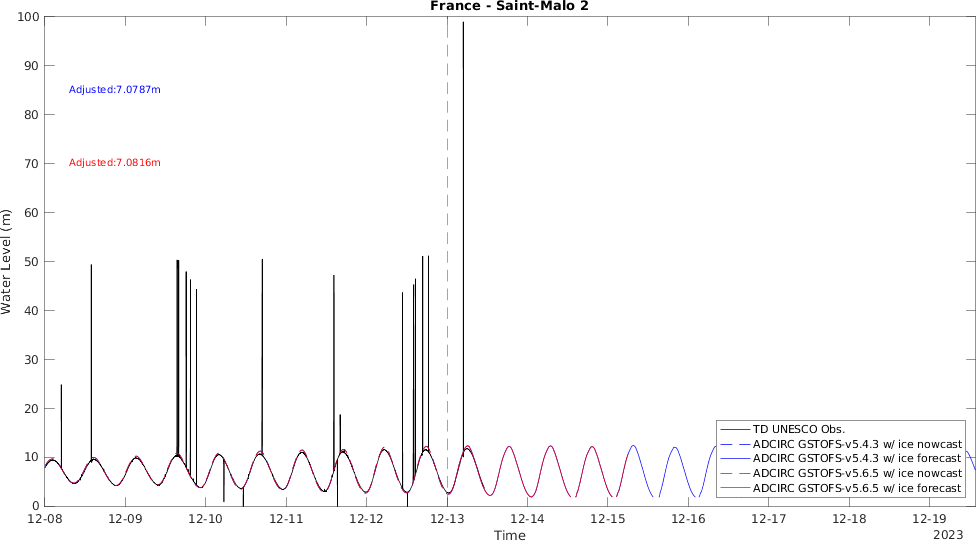 France - Saint-Malo 2
100
90
80
70
60
50
40
30
20
10
0
Water Level (m)
Adjusted:7.0787m
Adjusted:7.0816m
TD UNESCO Obs.
ADCIRC GSTOFS-v5.4.3 w/ ice nowcast
ADCIRC GSTOFS-v5.4.3 w/ ice forecast
ADCIRC GSTOFS-v5.6.5 w/ ice nowcast
ADCIRC GSTOFS-v5.6.5 w/ ice forecast
12-08 12-09 12-10 12-11 12-12 12-13 12-14 12-15 12-16 12-17 12-18 12-19
Time
2023